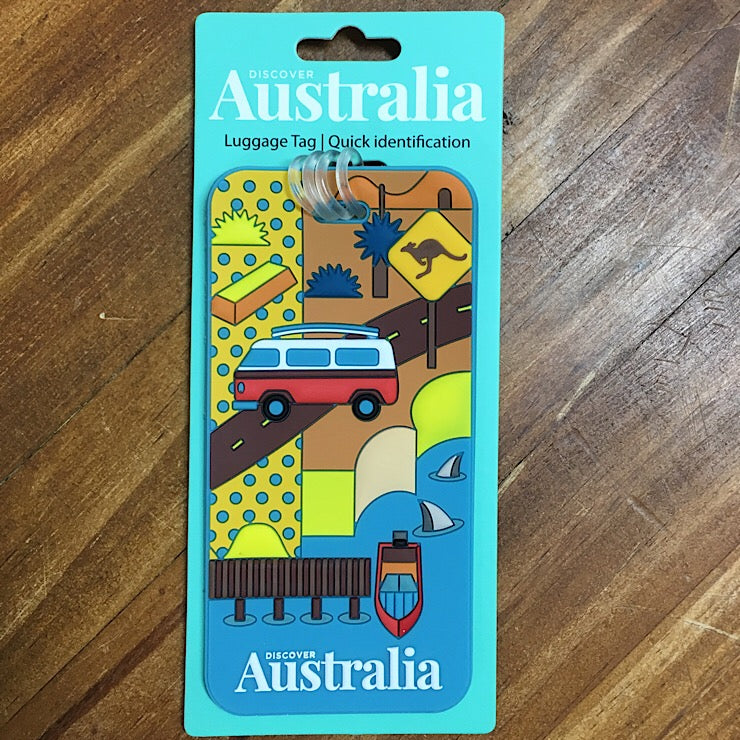 DISCOVER
Australia
Luggage Tag | Quick identification
DISCOVER
Australia